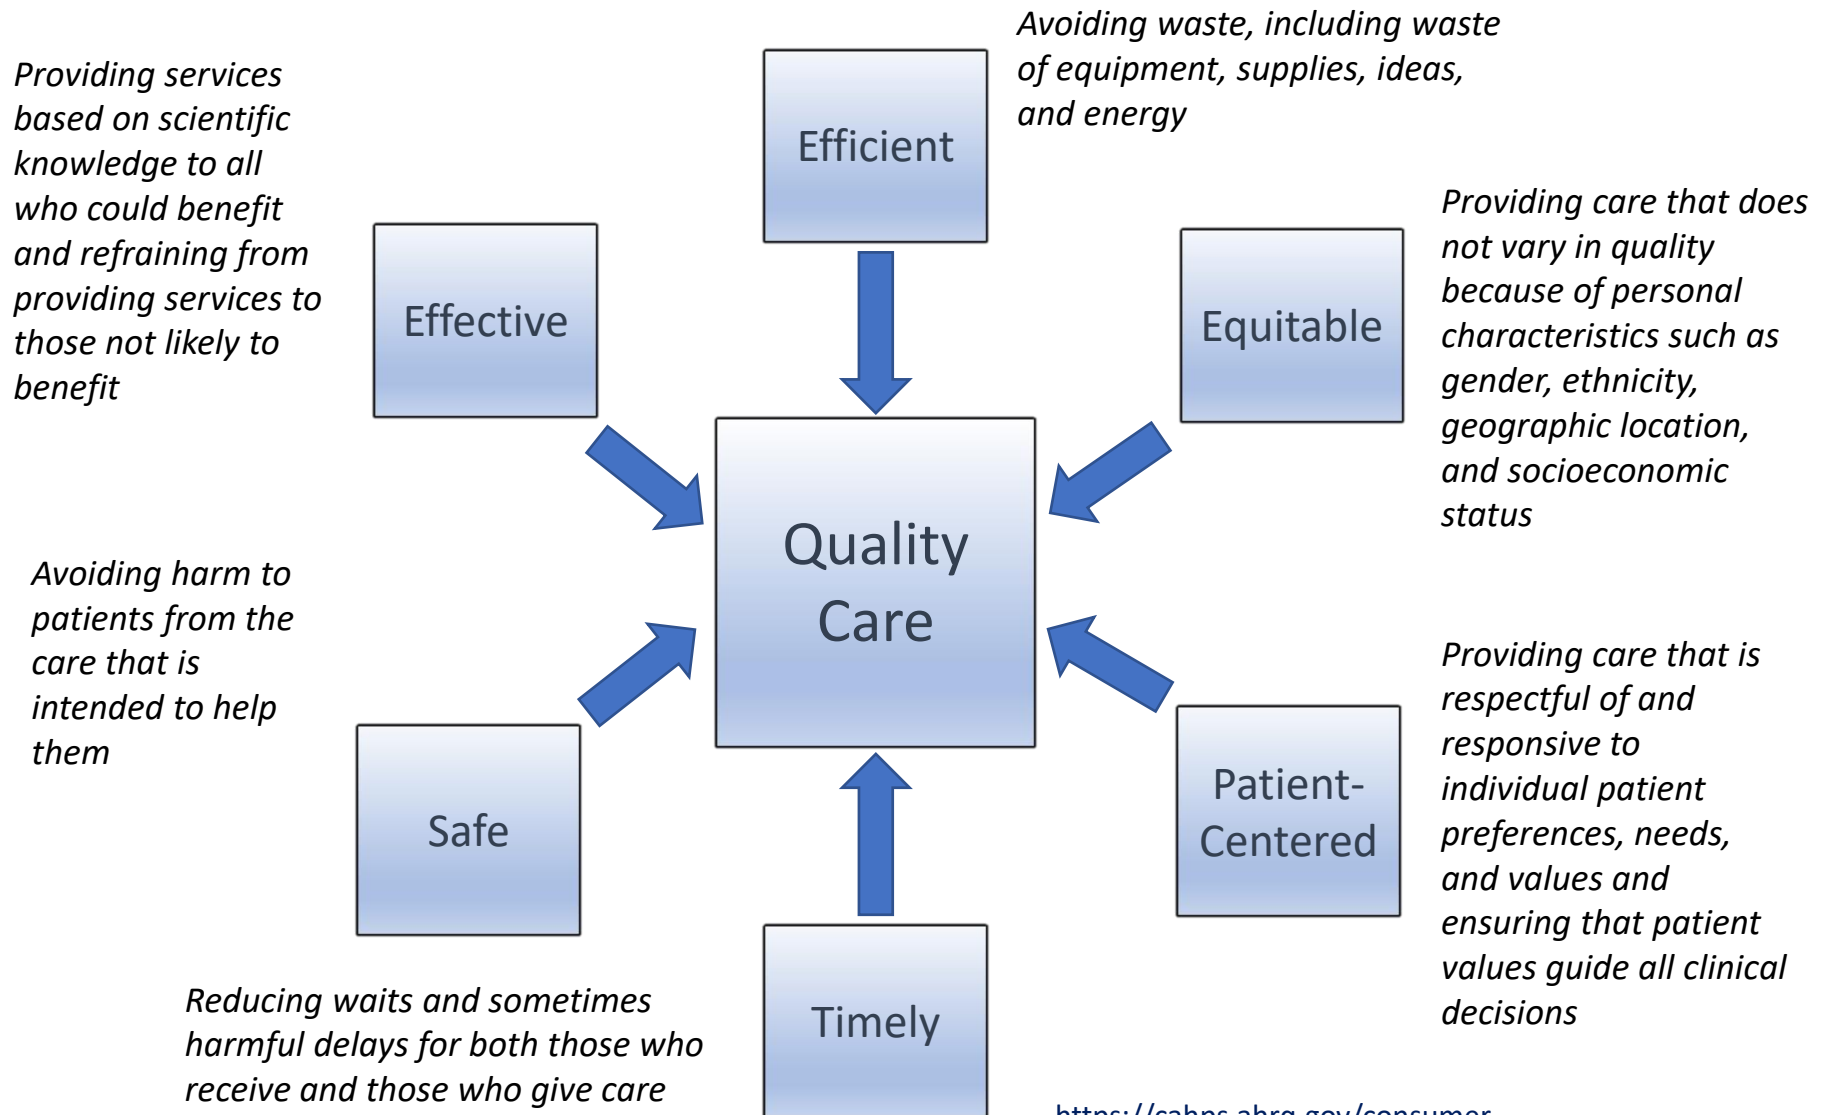 Avoiding waste, including waste
of equipment, supplies, ideas,
and energy
Efficient
Providing services
based on scientific
knowledge to all
who could benefit
and refraining from
providing services to
those not likely to
benefit
Effective
Equitable
Providing care that does
not vary in quality
because of personal
characteristics such as
gender, ethnicity,
geographic location,
and socioeconomic
status
Quality
Care
Avoiding harm to
patients from the
care that is
intended to help
them
Safe
Patient-
Centered
Providing care that is
respectful of and
responsive to
individual patient
preferences, needs,
and values and
ensuring that patient
values guide all clinical
decisions
Reducing waits and sometimes
harmful delays for both those who
receive and those who give care
Timely
https://cahps.ahrq.gov/consumer-